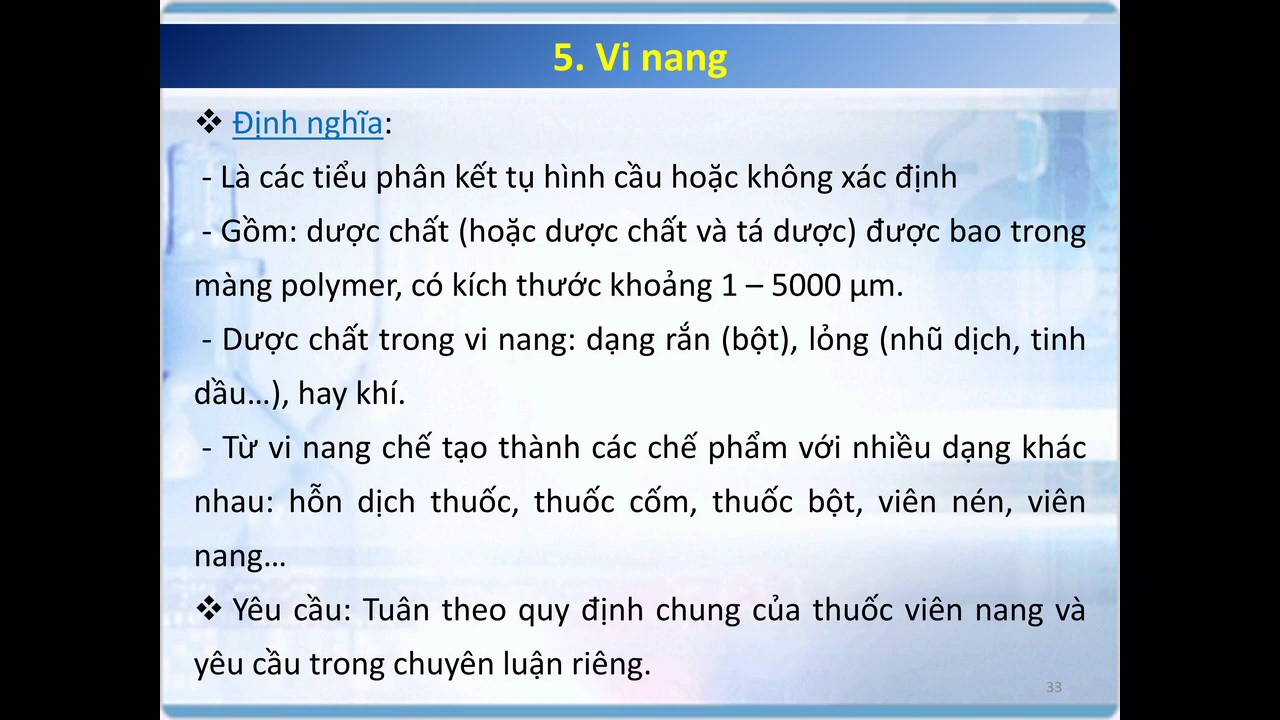 5. Vi nang
❖ Định nghĩa:
- Là các tiểu phân kết tụ hình cầu hoặc không xác định
- Gồm: dược chất (hoặc dược chất và tá dược) được bao trong
màng polymer, có kích thước khoảng 1 – 5000 µm.
- Dược chất trong vi nang: dạng rắn (bột), lỏng (nhũ dịch, tinh
dầu…), hay khí.
- Từ vi nang chế tạo thành các chế phẩm với nhiều dạng khác
nhau: hỗn dịch thuốc, thuốc cốm, thuốc bột, viên nén, viên
nang…
❖ Yêu cầu: Tuân theo quy định chung của thuốc viên nang và
yêu cầu trong chuyên luận riêng.
33